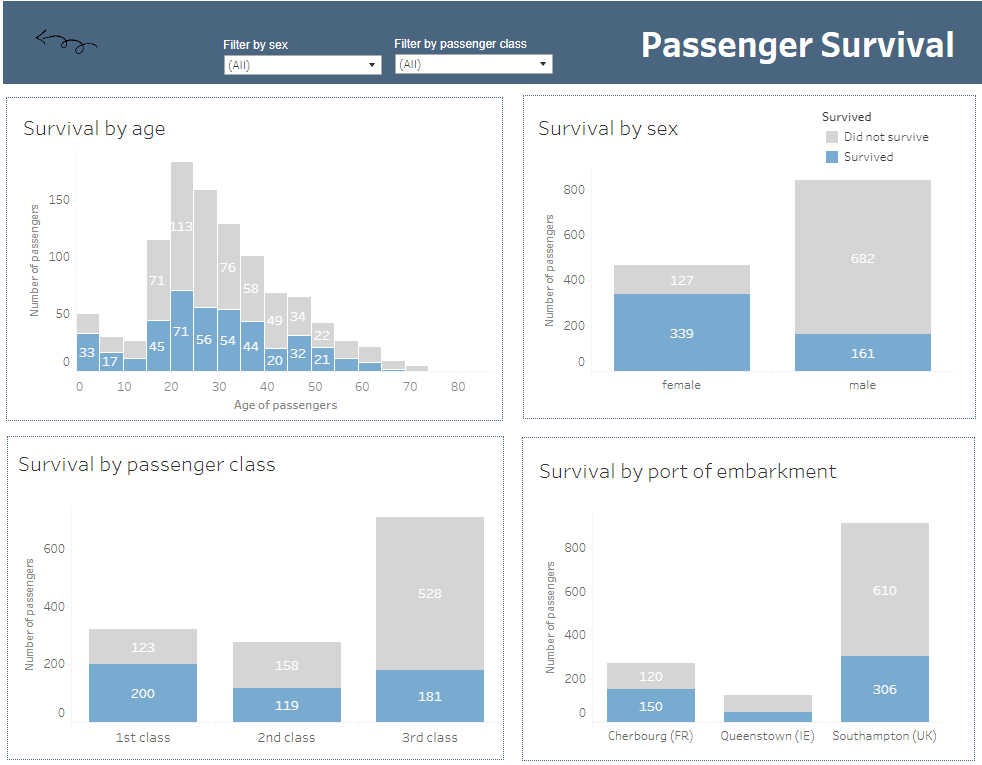 Filter by sex
(All)
Filter by passenger class
(All)
Passenger Survival
Survival by age
Number of passengers
150
100
50
0
113
71
76
58
49
34
22
33
17
45
71
56
54
44
20
32
21
0 10 20 30 40 50 60 70 80
Age of passengers
Survival by sex
Survived
Did not survive
Survived
Number of passengers
800
600
400
200
0
127
339
682
161
female male
Survival by passenger class
Number of passengers
600
400
200
0
123
200
158
119
528
181
1st class 2nd class 3rd class
Survival by port of embarkment
Number of passengers
800
600
400
200
0
120
150
610
306
Cherbourg (FR) Queenstown (IE) Southampton (UK)